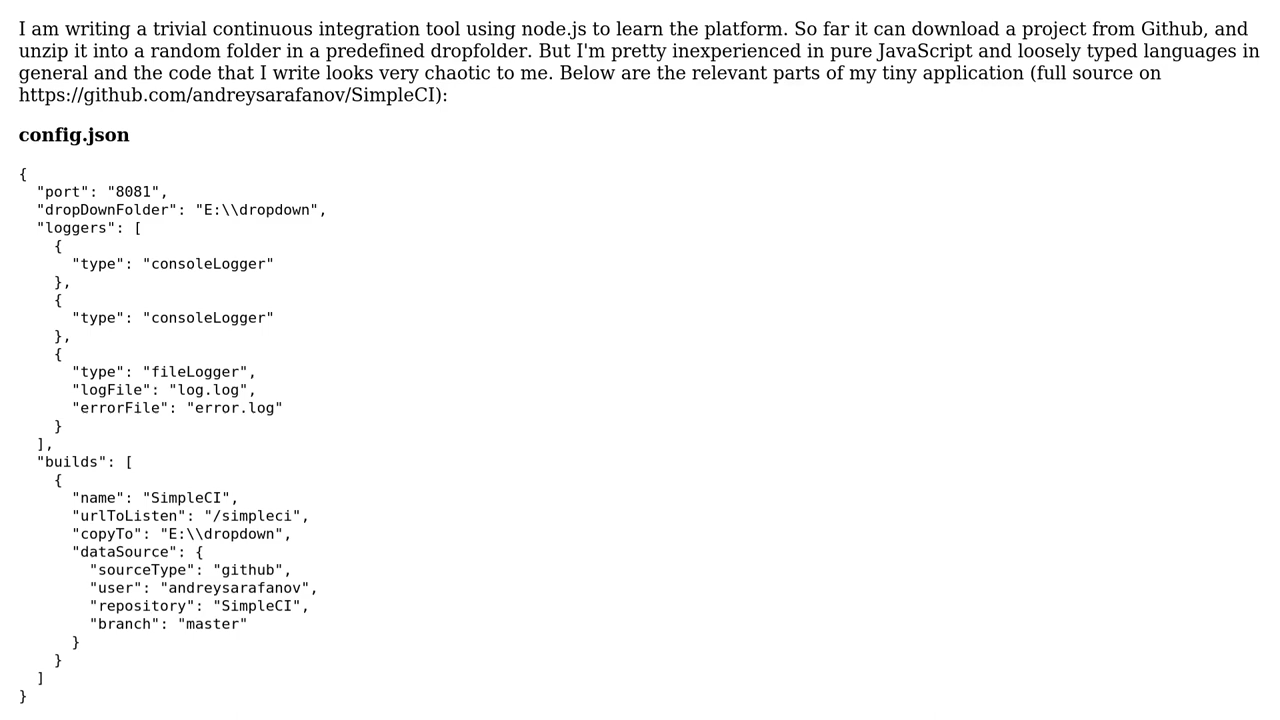 I am writing a trivial continuous integration tool using node.js to learn the platform. So far it can download a project from Github, and
unzip it into a random folder in a predefined dropfolder. But I'm pretty inexperienced in pure JavaScript and loosely typed languages in
general and the code that I write looks very chaotic to me. Below are the relevant parts of my tiny application (full source on
https://github.com/andreysarafanov/SimpleCI):
config.json
{
  "port": "8081",
  "dropDownFolder": "E:\\dropdown",
  "loggers": [
    {
      "type": "consoleLogger"
    },
    {
      "type": "consoleLogger"
    },
    {
      "type": "fileLogger",
      "logFile": "log.log",
      "errorFile": "error.log"
    }
  ],
  "builds": [
    {
      "name": "SimpleCI",
      "urlToListen": "/simpleci",
      "copyTo": "E:\\dropdown",
      "dataSource": {
        "sourceType": "github",
        "user": "andreysarafanov",
        "repository": "SimpleCI",
        "branch": "master"
      }
    }
  ]
}